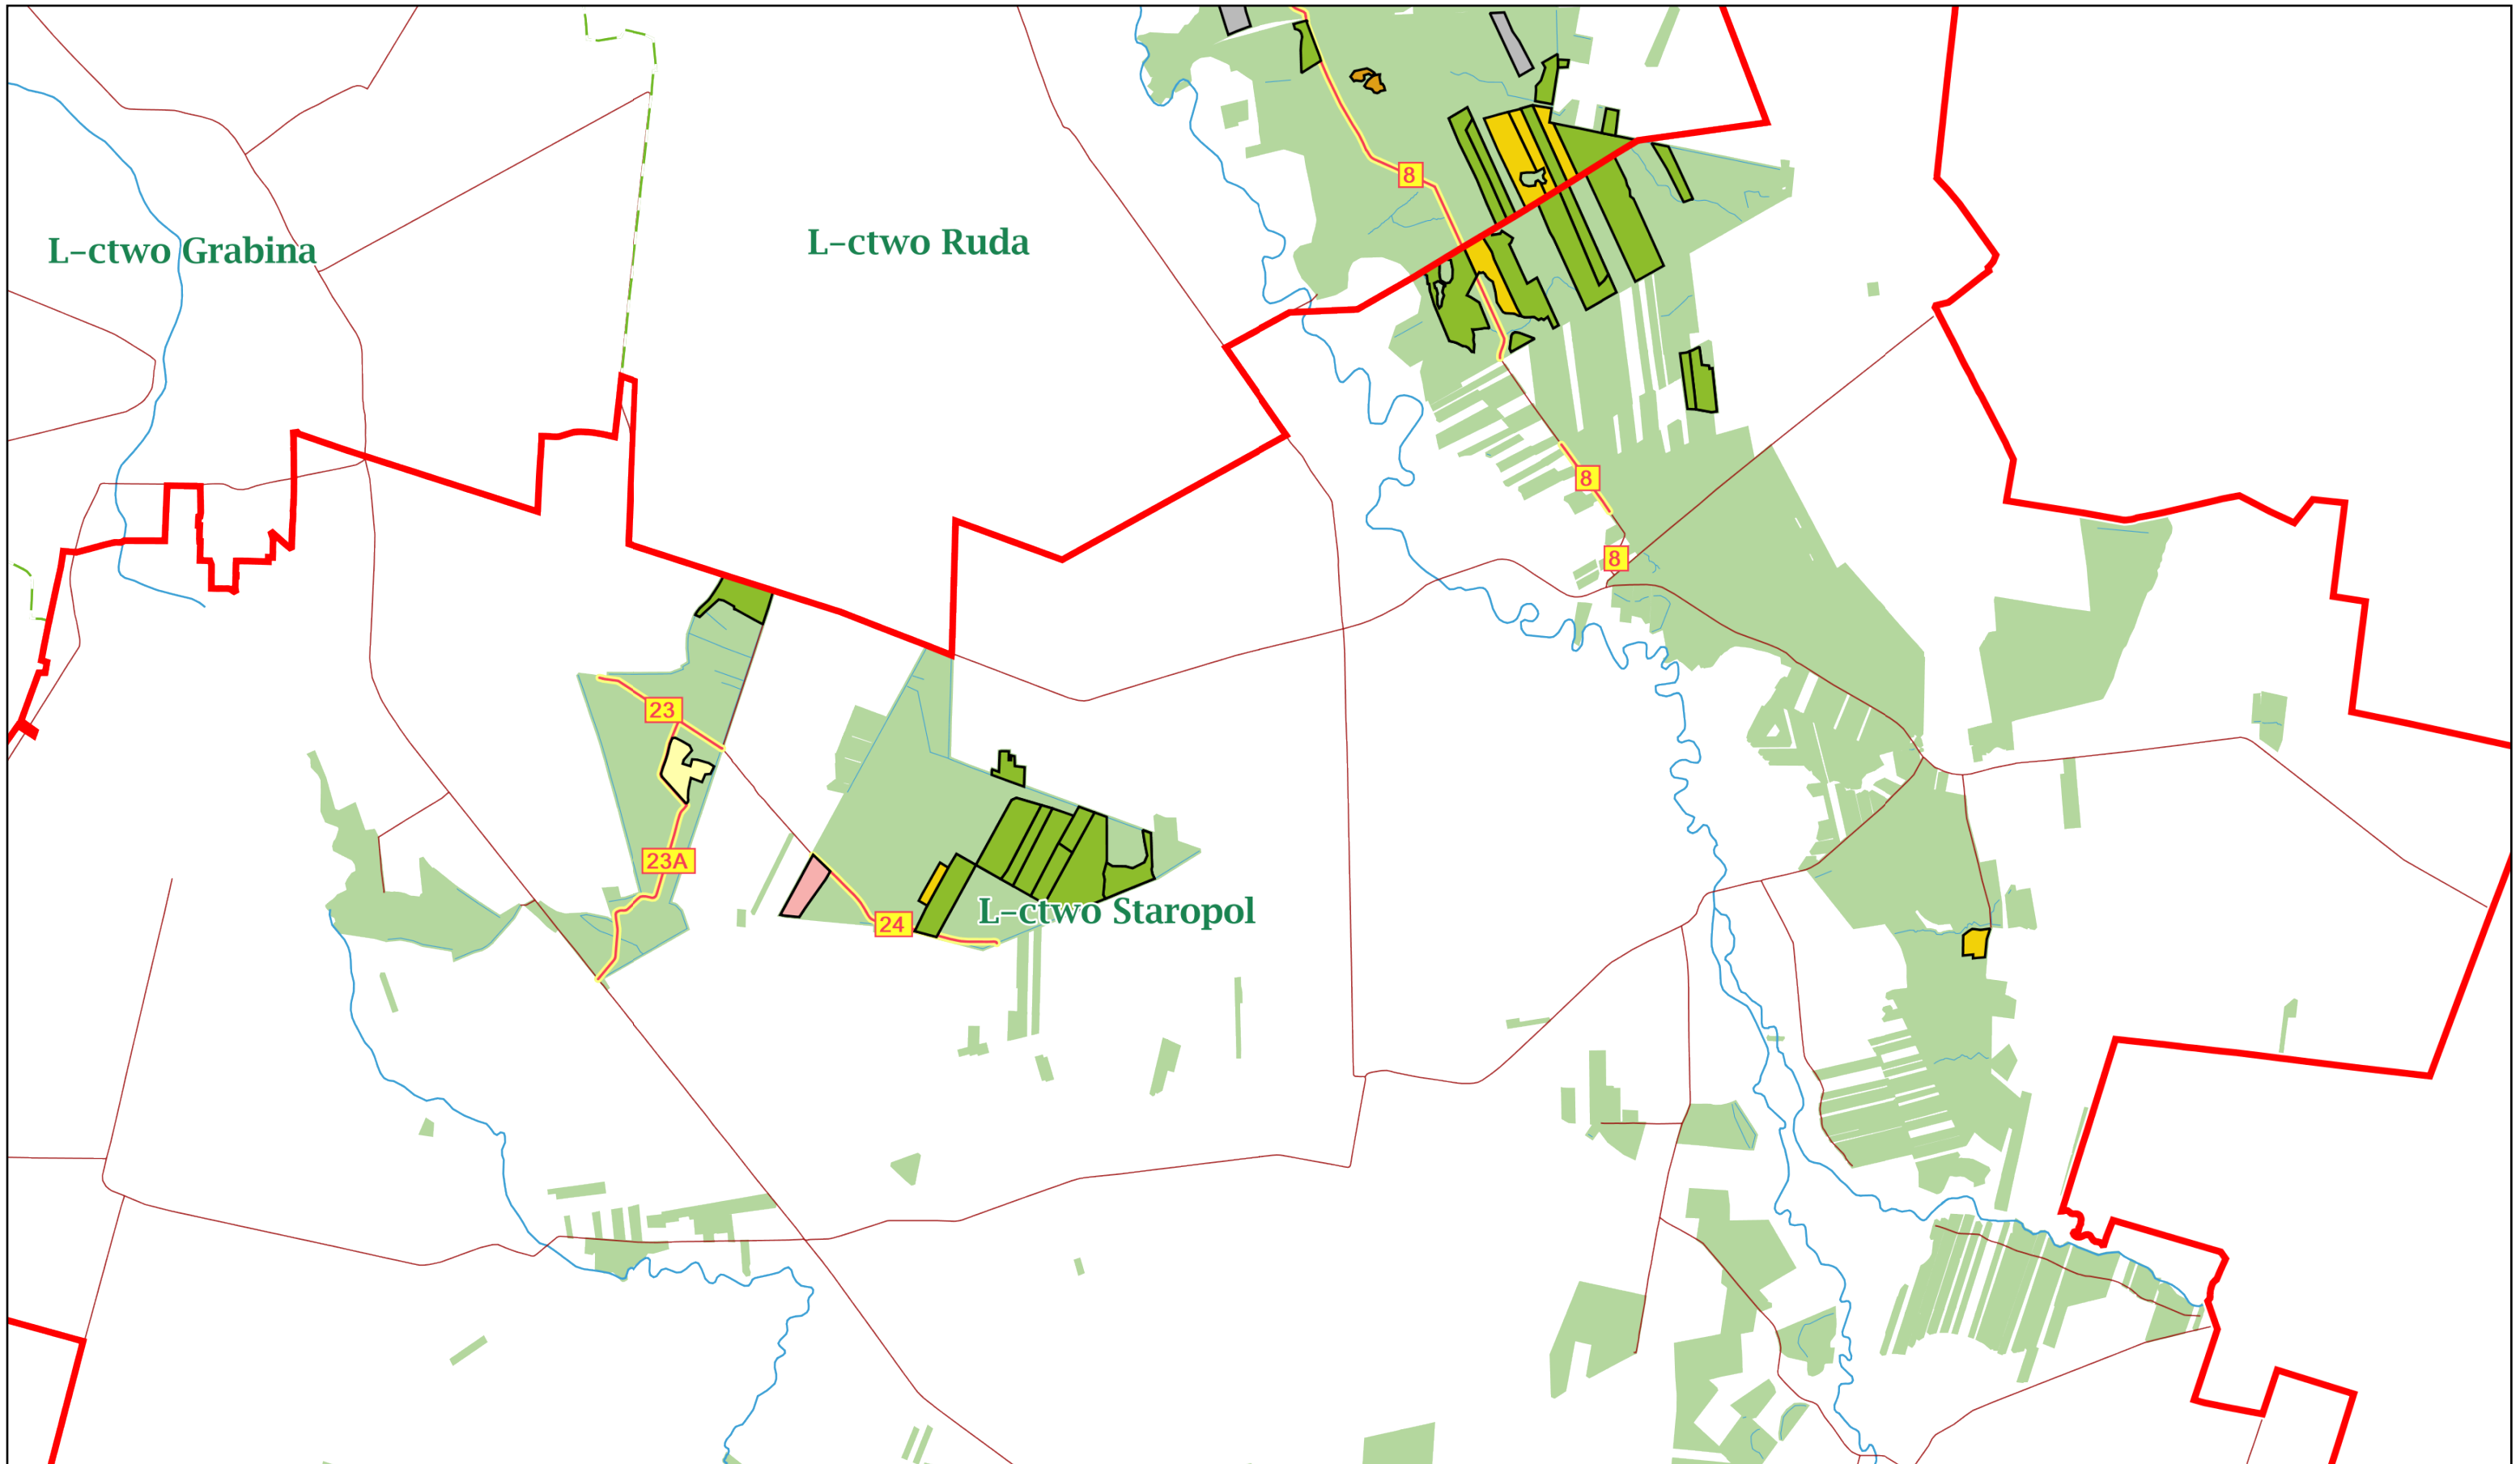 8
L–ctwo Ruda
L–ctwo Grabina
8
8
23
23A
L–ctwo Staropol
24